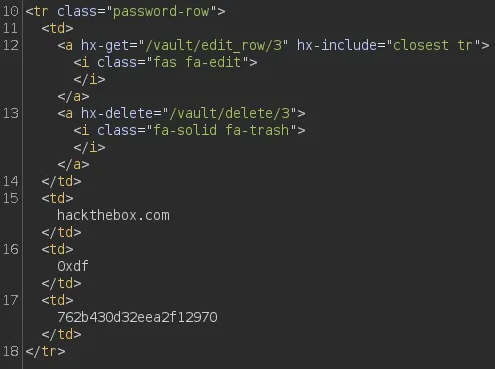 10 <tr class="password-row">
11 <td>
12 <a hx-get="/vault/edit_row/3" hx-include="closest tr">
<i class="fas fa-edit">
</i>
</a>
13 <a hx-delete="/vault/delete/3">
<i class="fa-solid fa-trash">
</i>
</a>
14 </td>
15 <td>
hackthebox.com
</td>
16 <td>
0xdf
</td>
17 <td>
762b430d32eea2f12970
</td>
18 </tr>